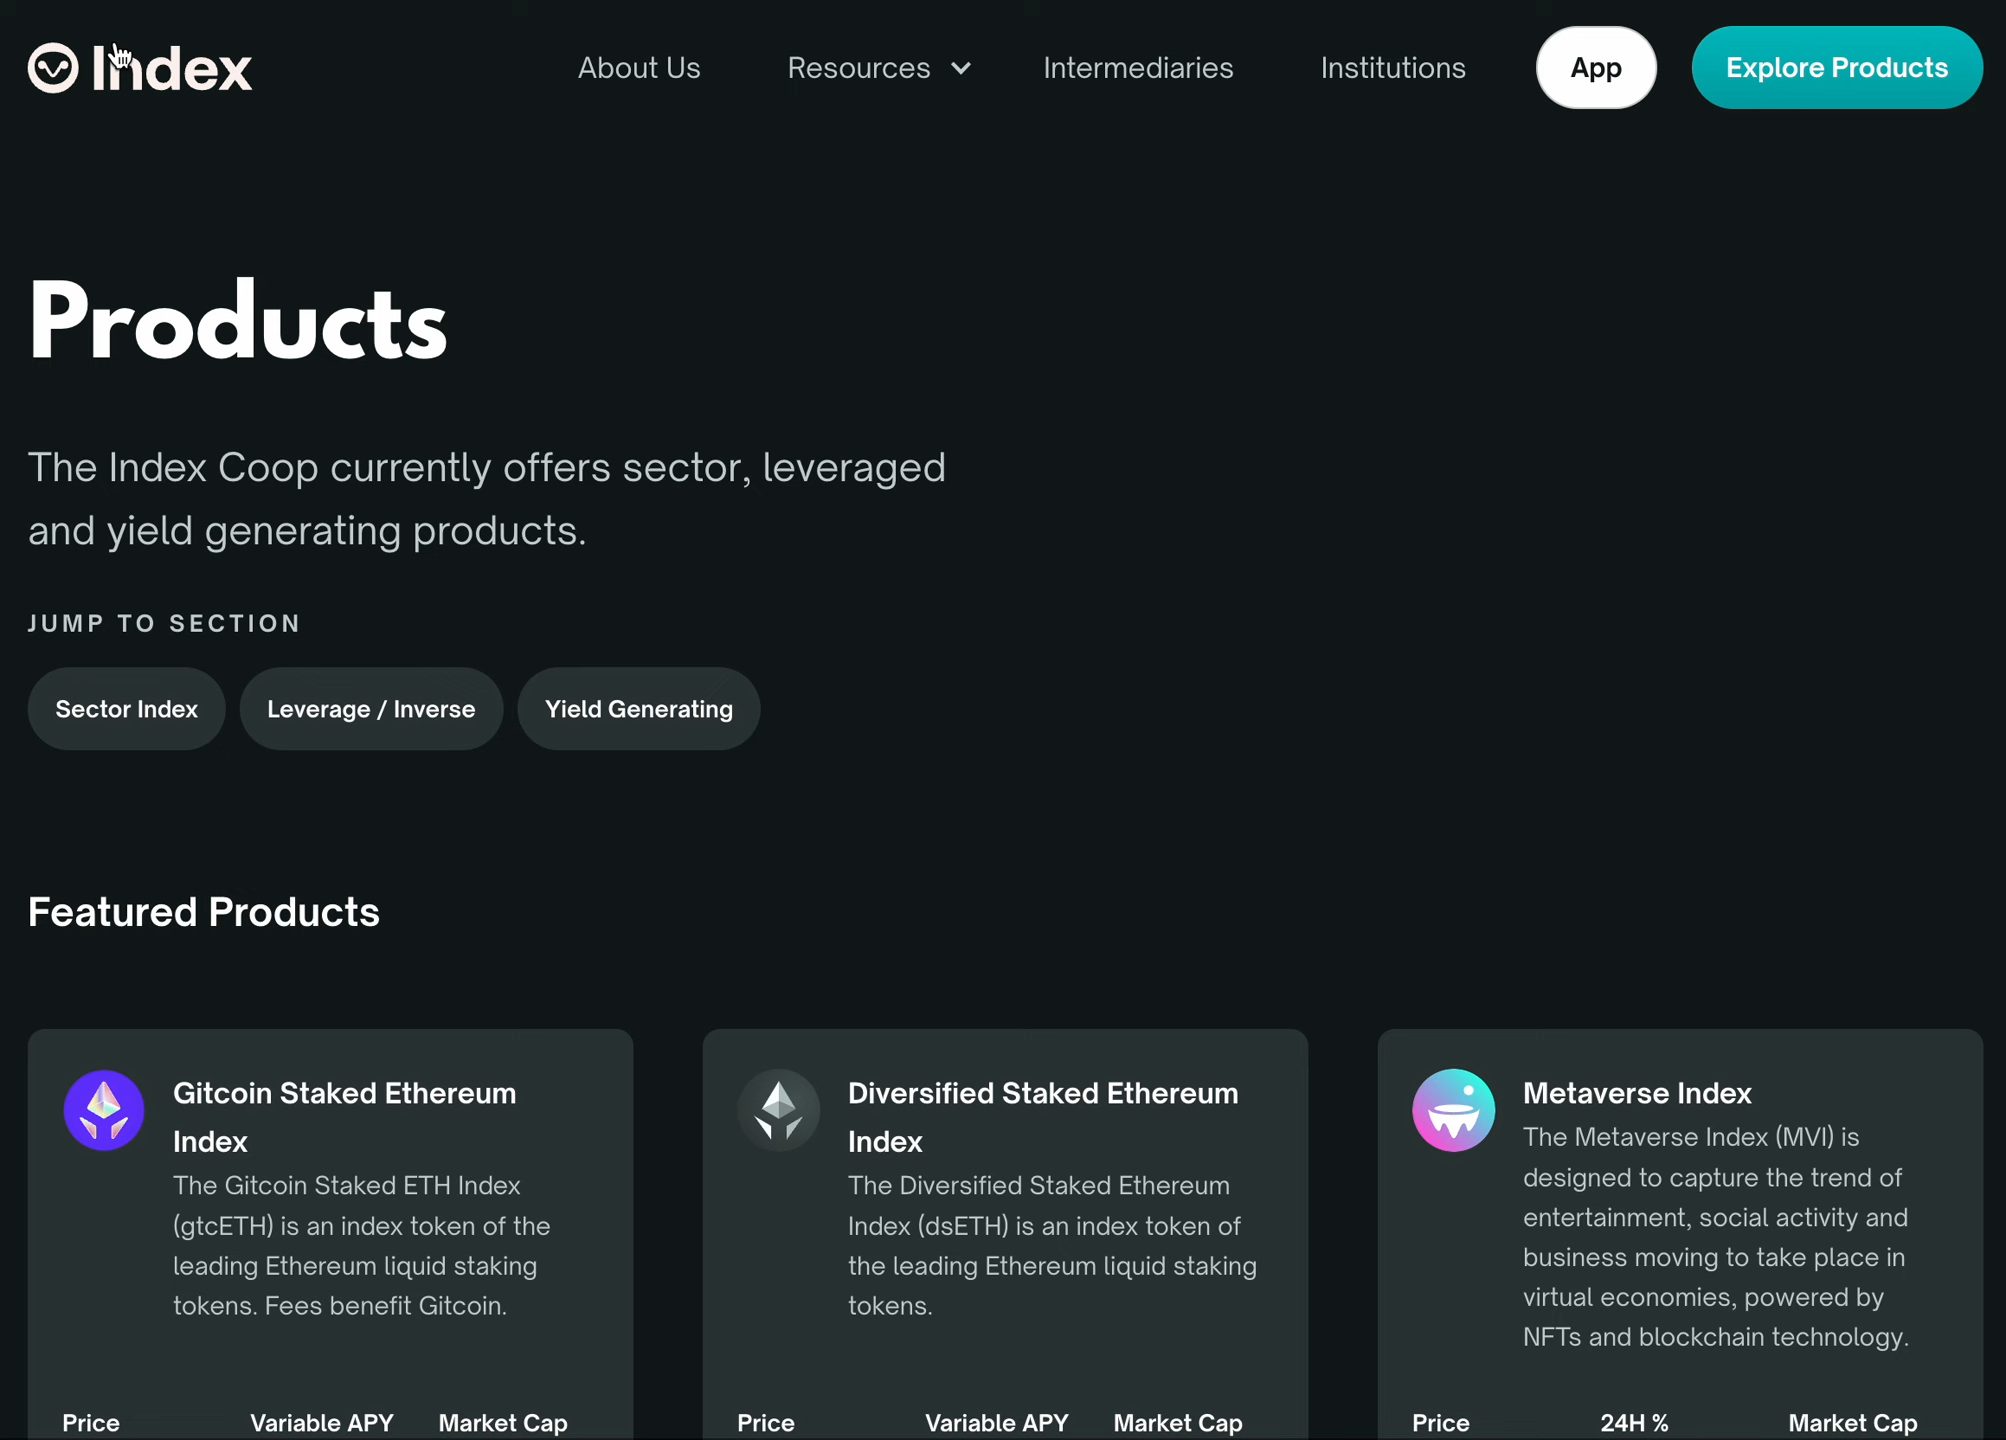 Index
About Us
Resources
Intermediaries
Institutions
App
Explore Products
Products
The Index Coop currently offers sector, leveraged
and yield generating products.
JUMP TO SECTION
Sector Index
Leverage / Inverse
Yield Generating
Featured Products
Gitcoin Staked Ethereum
Index
The Gitcoin Staked ETH Index
(gtcETH) is an index token of the
leading Ethereum liquid staking
tokens. Fees benefit Gitcoin.
Price
Variable APY
Market Cap
Diversified Staked Ethereum
Index
The Diversified Staked Ethereum
Index (dsETH) is an index token of
the leading Ethereum liquid staking
tokens.
Price
Variable APY
Market Cap
Metaverse Index
The Metaverse Index (MVI) is
designed to capture the trend of
entertainment, social activity and
business moving to take place in
virtual economies, powered by
NFTs and blockchain technology.
Price
24H %
Market Cap